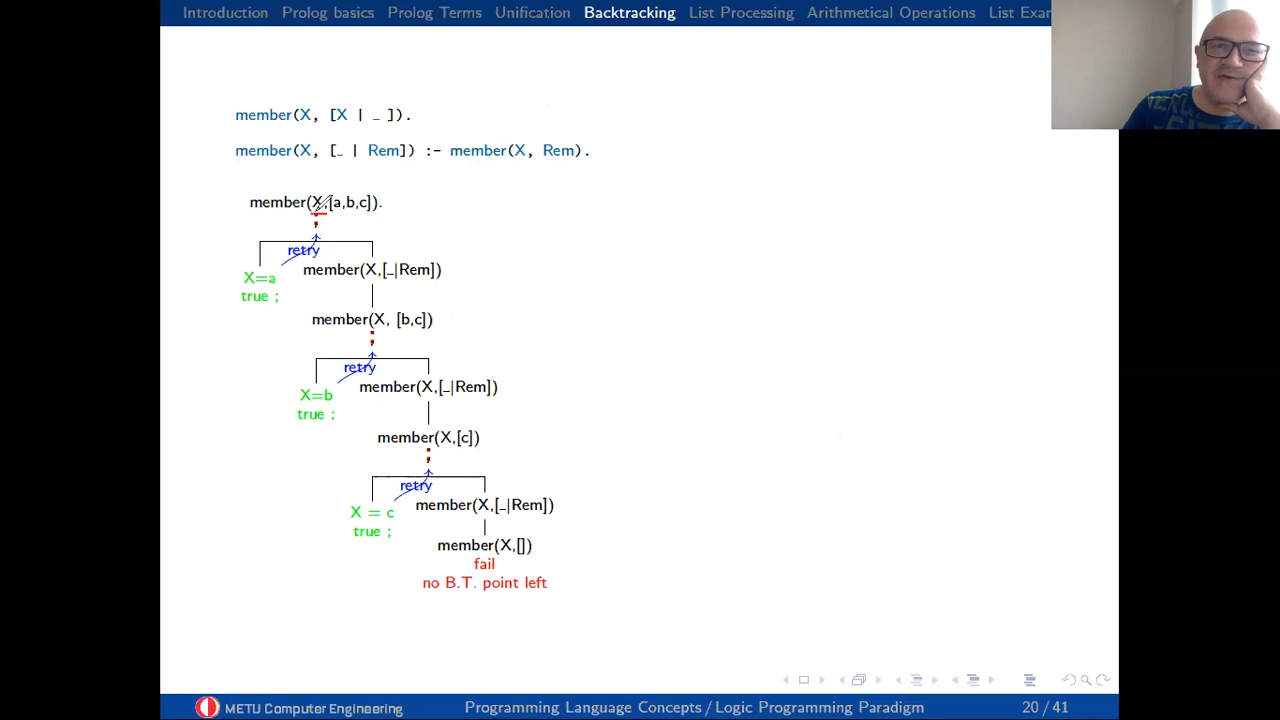 Introduction Prolog basics Prolog Terms Unification Backtracking List Processing Arithmetical Operations List Exar
member(X, [X | _ ]).
member(X, [_ | Rem]) :- member(X, Rem).
member(X,[a,b,c]).
;
retry
X=a
true ;
member(X,[_|Rem])
member(X, [b,c])
;
retry
X=b
true ;
member(X,[_|Rem])
member(X,[c])
;
retry
X = c
true ;
member(X,[_|Rem])
member(X,[])
fail
no B.T. point left
METU Computer Engineering Programming Language Concepts / Logic Programming Paradigm 20 / 41